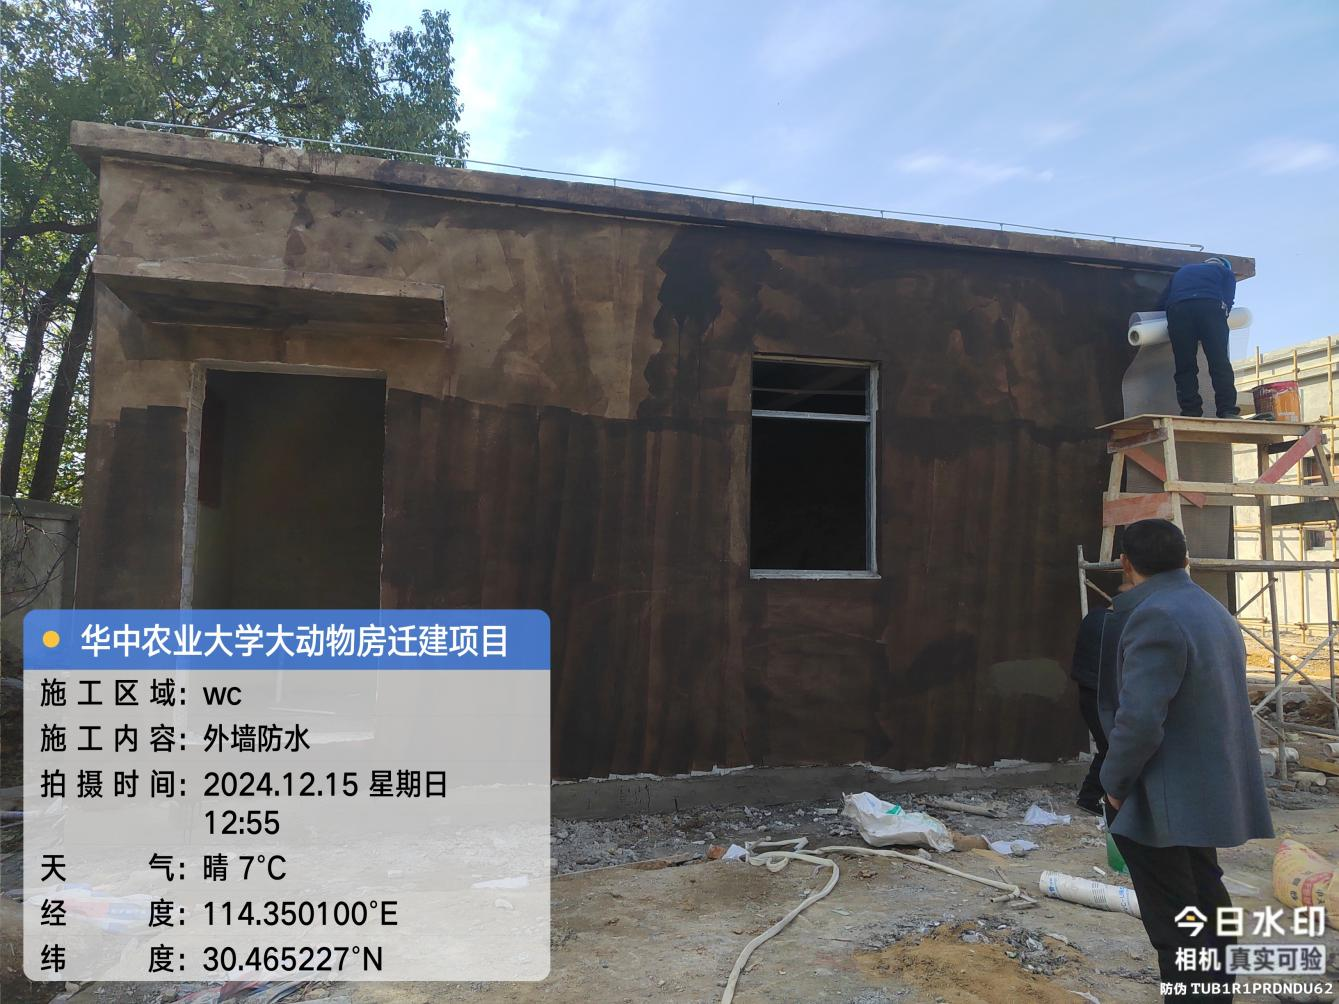 华中农业大学大动物房迁建项目
施工区域：wc
施工内容：外墙防水
拍摄时间：2024.12.15 星期日
12:55
天气：晴 7℃
经度：114.350100°E
纬度：30.465227°N
今日水印
相机 真实可验
防伪 TUB1R1PRDNDU62